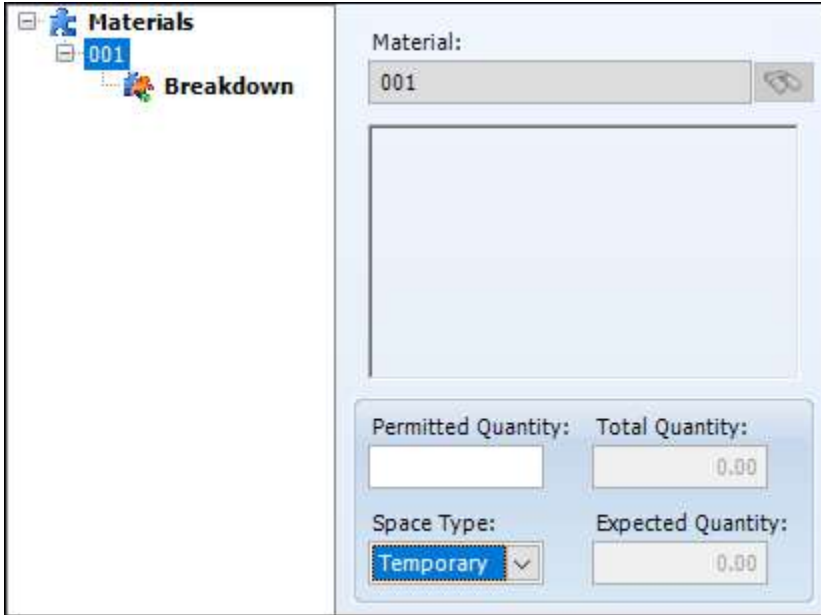 Materials
001
Breakdown
Material:
001
Permitted Quantity: Total Quantity:
0.00
Space Type: Expected Quantity:
Temporary 0.00